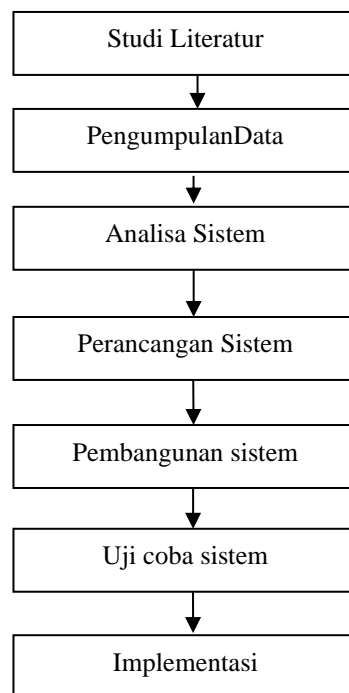 Studi Literatur
PengumpulanData
Analisa Sistem
Perancangan Sistem
Pembangunan sistem
Uji coba sistem
Implementasi